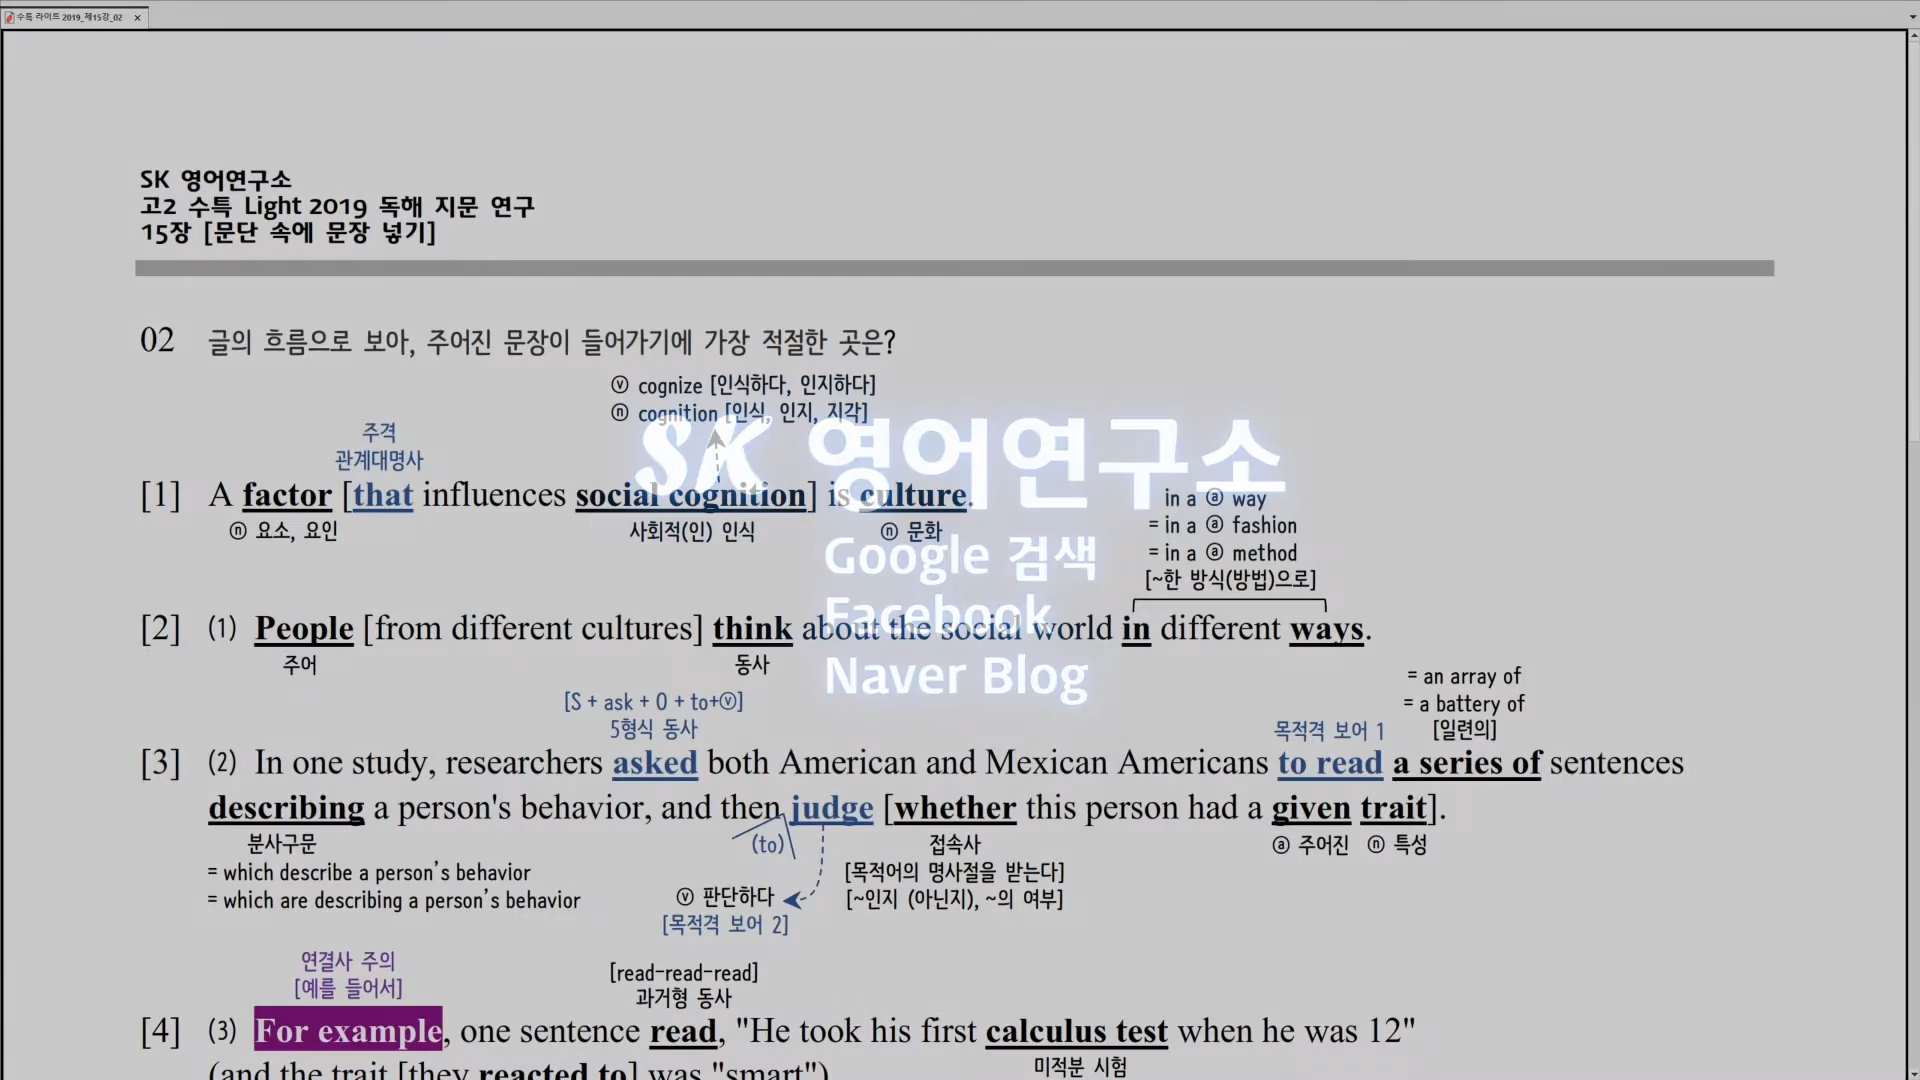 수특 라이트 2019_제15강_02
SK 영어연구소
고2 수특 Light 2019 독해 지문 연구
15장 [문단 속에 문장 넣기]
02 글의 흐름으로 보아, 주어진 문장이 들어가기에 가장 적절한 곳은?
ⓥ cognize [인식하다, 인지하다]
ⓝ cognition [인식, 인지, 지각]
주격
관계대명사
[1] A factor [that influences social cognition] is culture.
ⓝ 요소, 요인 사회적(인) 인식 ⓝ 문화
SK 영어연구소
Google 검색
Facebook
Naver Blog
in a ⓐ way
= in a ⓐ fashion
= in a ⓐ method
[~한 방식(방법)으로]
[2] (1) People [from different cultures] think about the social world in different ways.
주어 동사
[S + ask + O + to+ⓥ]
5형식 동사
목적격 보어 1
= an array of
= a battery of
[일련의]
[3] (2) In one study, researchers asked both American and Mexican Americans to read a series of sentences
describing a person's behavior, and then judge [whether this person had a given trait].
분사구문
= which describe a person's behavior
= which are describing a person's behavior
(to)
ⓥ 판단하다
[목적격 보어 2]
접속사
[목적어의 명사절을 받는다]
[~인지 (아닌지), ~의 여부]
ⓐ 주어진 ⓝ 특성
연결사 주의
[예를 들어서]
[read-read-read]
과거형 동사
[4] (3) For example, one sentence read, "He took his first calculus test when he was 12"
미적분 시험
(and the trait [they reacted to] was "smart").